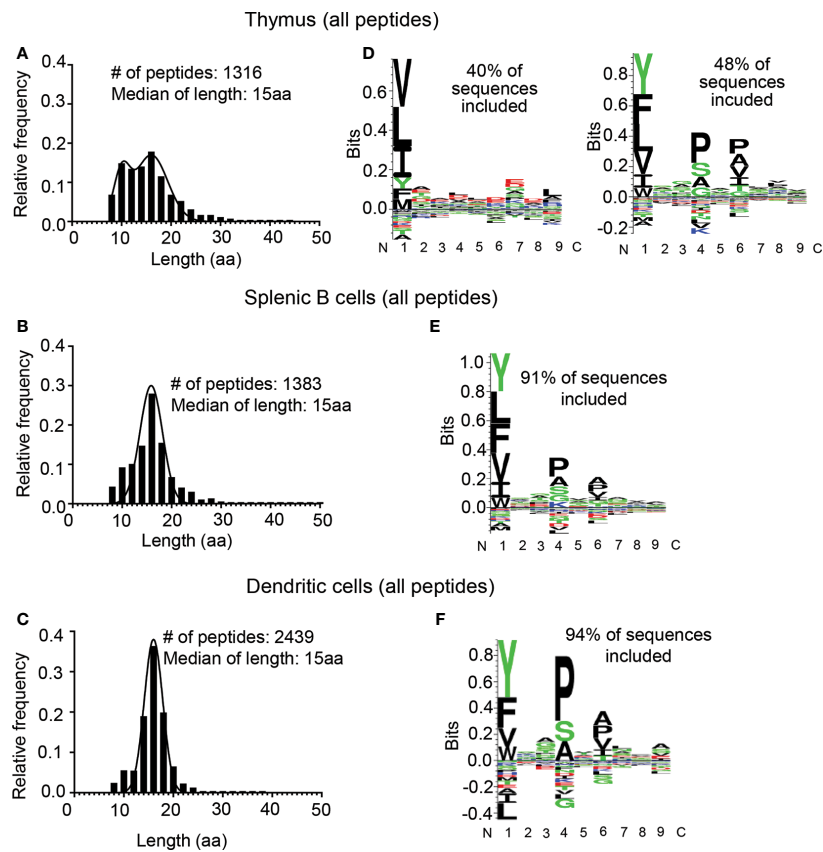 Thymus (all peptides)
A
Relative frequency
0.4
0.3
0.2
0.1
0.0
0 10 20 30 40 50
Length (aa)
# of peptides: 1316
Median of length: 15aa
D
Bits
0.6
0.4
0.2
0.0
N 1 2 3 4 5 6 7 8 9 C
40% of
sequences
included
0.8
0.6
0.4
0.2
0.0
-0.2
Bits
N 1 2 3 4 5 6 7 8 9 C
48% of
sequences
incuded
Splenic B cells (all peptides)
B
Relative frequency
0.4
0.3
0.2
0.1
0.0
0 10 20 30 40 50
Length (aa)
# of peptides: 1383
Median of length: 15aa
E
Bits
1.0
0.8
0.6
0.4
0.2
0.0
N 1 2 3 4 5 6 7 8 9 C
91% of sequences
included
Dendritic cells (all peptides)
C
Relative frequency
0.4
0.3
0.2
0.1
0.0
0 10 20 30 40 50
Length (aa)
# of peptides: 2439
Median of length: 15aa
F
Bits
0.8
0.6
0.4
0.2
0.0
-0.2
-0.4
N 1 2 3 4 5 6 7 8 9 C
94% of sequences
included